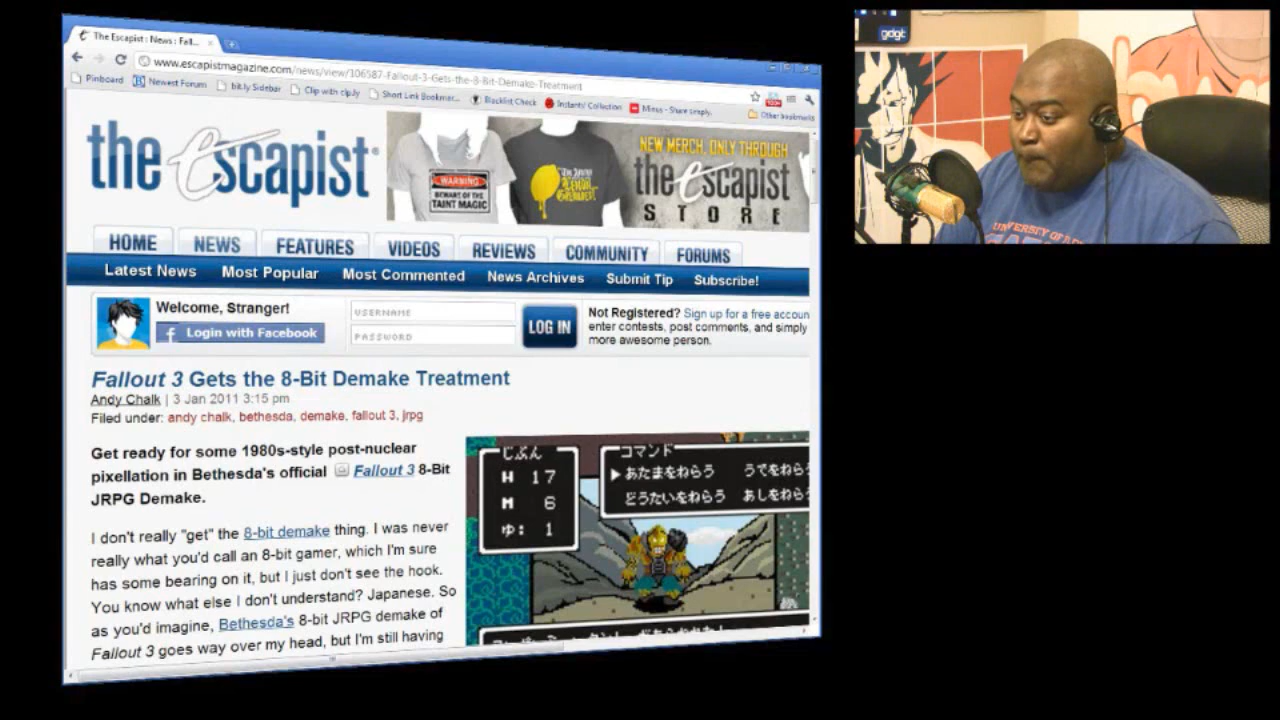 gdgt
The Escapist : News : Fall...
www.escapistmagazine.com/news/view/106587-Fallout-3-Gets-the-8-Bit-Demake-Treatment
Pinboard Newest Forum bit.ly Sidebar Clip with clip.ly Short Link Bookmar... Blacklist Check Instants! Collection Minus - Share simply. Other bookmarks
the escapist
WARNING
BEWARE OF THE
TAINT MAGIC
NEW MERCH, ONLY THROUGH
the escapist
STORE
HOME NEWS FEATURES VIDEOS REVIEWS COMMUNITY FORUMS
Latest News Most Popular Most Commented News Archives Submit Tip Subscribe!
Welcome, Stranger!
Login with Facebook
USERNAME
PASSWORD
LOG IN
Not Registered? Sign up for a free accoun
enter contests, post comments, and simply
more awesome person.
Fallout 3 Gets the 8-Bit Demake Treatment
Andy Chalk | 3 Jan 2011 3:15 pm
Filed under: andy chalk, bethesda, demake, fallout 3, jrpg
Get ready for some 1980s-style post-nuclear
pixellation in Bethesda's official Fallout 3 8-Bit
JRPG Demake.
I don't really "get" the 8-bit demake thing. I was never
really what you'd call an 8-bit gamer, which I'm sure
has some bearing on it, but I just don't see the hook.
You know what else I don't understand? Japanese. So
as you'd imagine, Bethesda's 8-bit JRPG demake of
Fallout 3 goes way over my head, but I'm still having
じぶん
H 17
M 6
ゆ: 1
コマンド
▶あたまをねらう うでをねらう
どうたいをねらう あしをねらう
UNIVERSITY OF